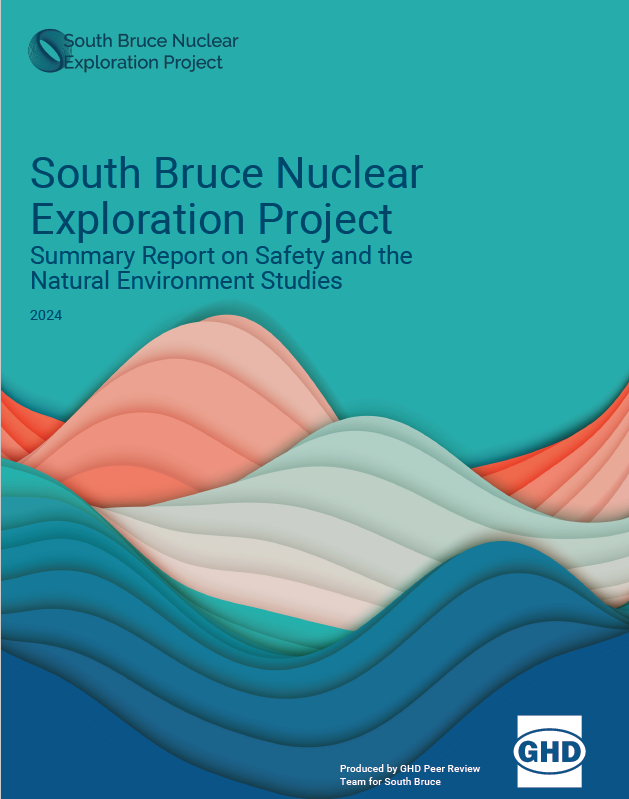 South Bruce Nuclear
Exploration Project
South Bruce Nuclear
Exploration Project
Summary Report on Safety and the
Natural Environment Studies
2024
Produced by GHD Peer Review
Team for South Bruce
GHD